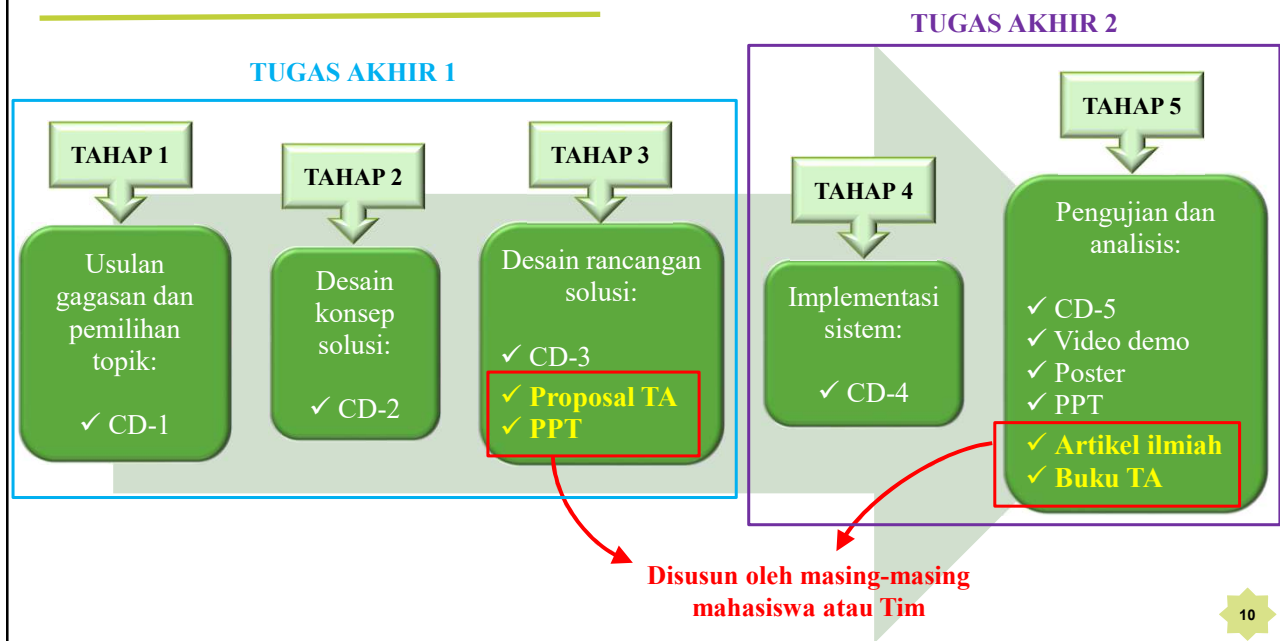 TUGAS AKHIR 1
TAHAP 1
Usulan
gagasan dan
pemilihan
topik:
✓ CD-1
TAHAP 2
Desain
konsep
solusi:
✓ CD-2
TAHAP 3
Desain rancangan
solusi:
✓ CD-3
✓ Proposal TA
✓ PPT
TUGAS AKHIR 2
TAHAP 4
Implementasi
sistem:
✓ CD-4
TAHAP 5
Pengujian dan
analisis:
✓ CD-5
✓ Video demo
✓ Poster
✓ PPT
✓ Artikel ilmiah
✓ Buku TA
Disusun oleh masing-masing
mahasiswa atau Tim
10